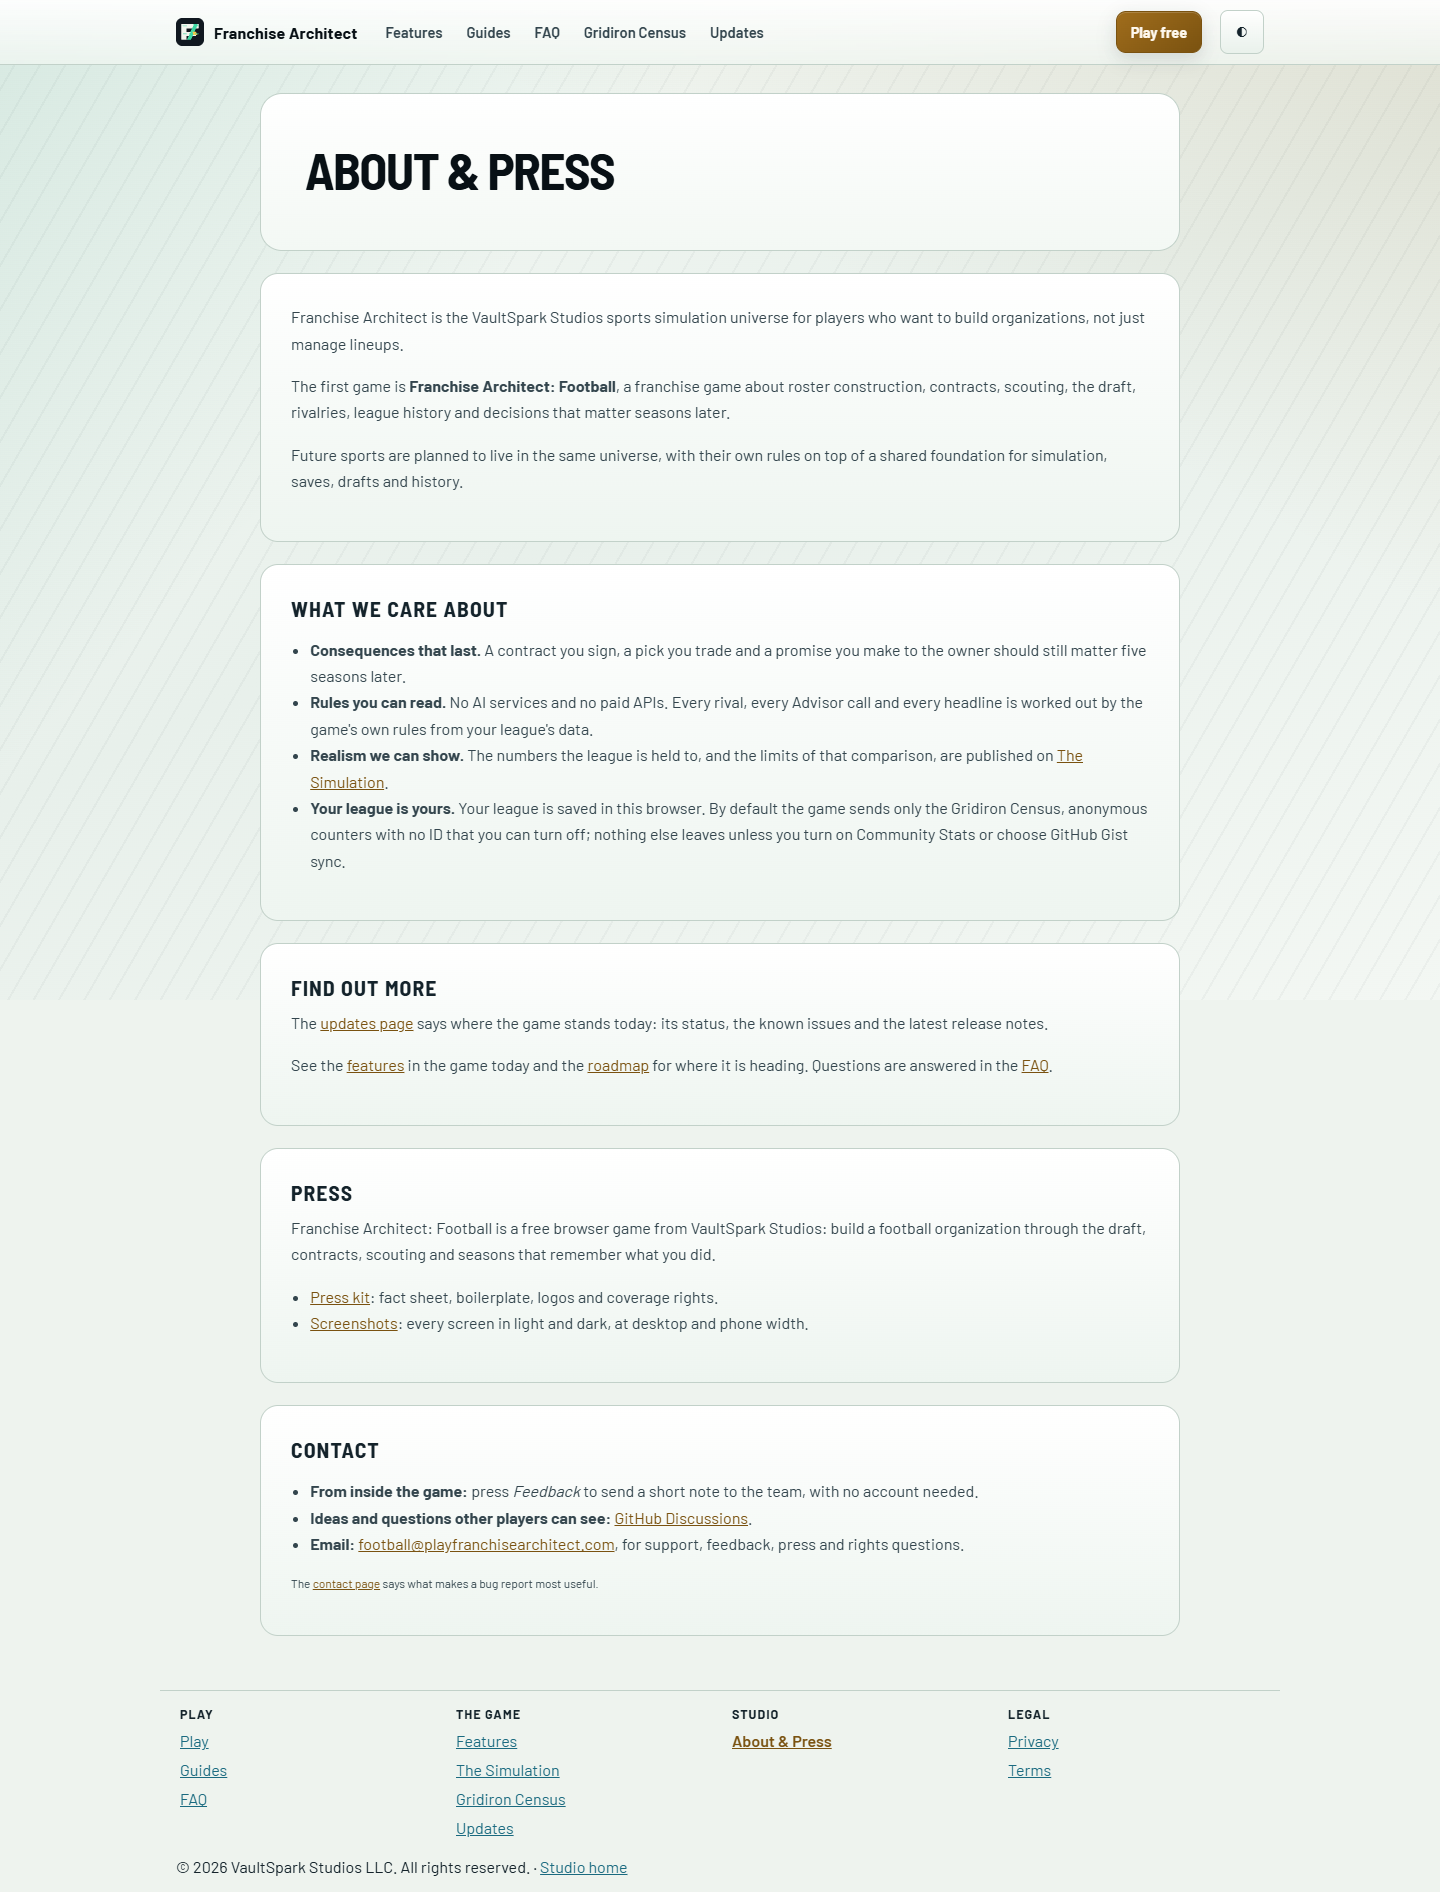 Franchise Architect Features Guides FAQ Gridiron Census Updates Play free
ABOUT & PRESS
Franchise Architect is the VaultSpark Studios sports simulation universe for players who want to build organizations, not just
manage lineups.
The first game is Franchise Architect: Football, a franchise game about roster construction, contracts, scouting, the draft,
rivalries, league history and decisions that matter seasons later.
Future sports are planned to live in the same universe, with their own rules on top of a shared foundation for simulation,
saves, drafts and history.
WHAT WE CARE ABOUT
• Consequences that last. A contract you sign, a pick you trade and a promise you make to the owner should still matter five
seasons later.
• Rules you can read. No AI services and no paid APIs. Every rival, every Advisor call and every headline is worked out by the
game's own rules from your league's data.
• Realism we can show. The numbers the league is held to, and the limits of that comparison, are published on The
Simulation.
• Your league is yours. Your league is saved in this browser. By default the game sends only the Gridiron Census, anonymous
counters with no ID that you can turn off; nothing else leaves unless you turn on Community Stats or choose GitHub Gist
sync.
FIND OUT MORE
The updates page says where the game stands today: its status, the known issues and the latest release notes.
See the features in the game today and the roadmap for where it is heading. Questions are answered in the FAQ.
PRESS
Franchise Architect: Football is a free browser game from VaultSpark Studios: build a football organization through the draft,
contracts, scouting and seasons that remember what you did.
• Press kit: fact sheet, boilerplate, logos and coverage rights.
• Screenshots: every screen in light and dark, at desktop and phone width.
CONTACT
• From inside the game: press Feedback to send a short note to the team, with no account needed.
• Ideas and questions other players can see: GitHub Discussions.
• Email: football@playfranchisearchitect.com, for support, feedback, press and rights questions.
The contact page says what makes a bug report most useful.
PLAY
Play
Guides
FAQ
THE GAME
Features
The Simulation
Gridiron Census
Updates
STUDIO
About & Press
LEGAL
Privacy
Terms
© 2026 VaultSpark Studios LLC. All rights reserved. · Studio home